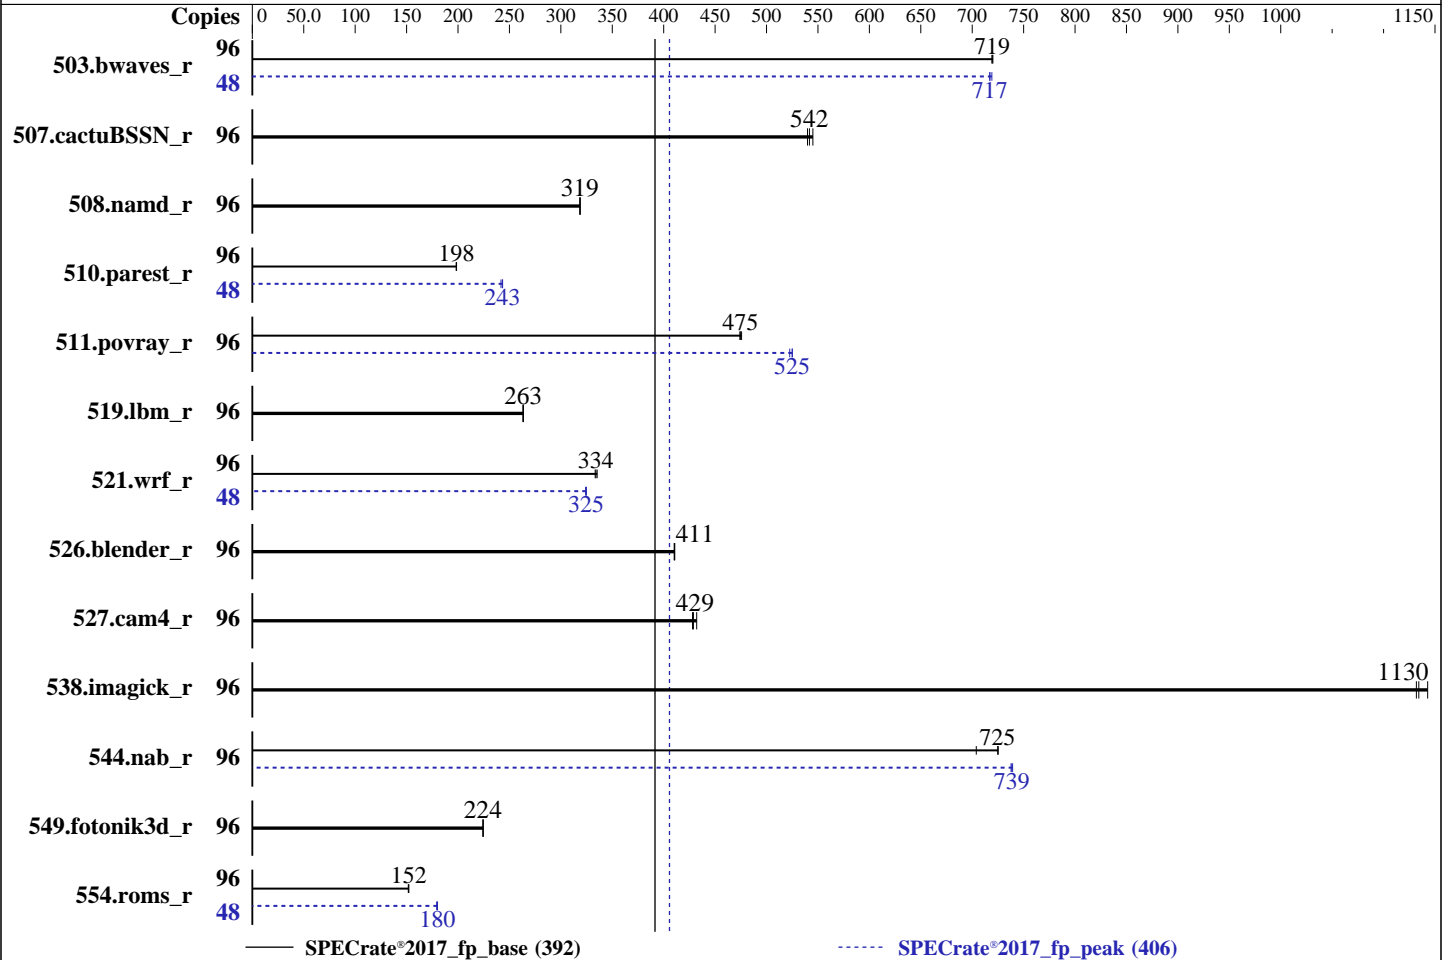 Copies 0 50.0 100 150 200 250 300 350 400 450 500 550 600 650 700 750 800 850 900 950 1000 1150
503.bwaves_r 96 719
48 717
507.cactuBSSN_r 96 542
508.namd_r 96 319
510.parest_r 96 198
48 243
511.povray_r 96 475
525
519.lbm_r 96 263
521.wrf_r 96 334
48 325
526.blender_r 96 411
527.cam4_r 96 429
538.imagick_r 96 1130
544.nab_r 96 725
739
549.fotonik3d_r 96 224
554.roms_r 96 152
48 180
SPECrate®2017_fp_base (392) SPECrate®2017_fp_peak (406)